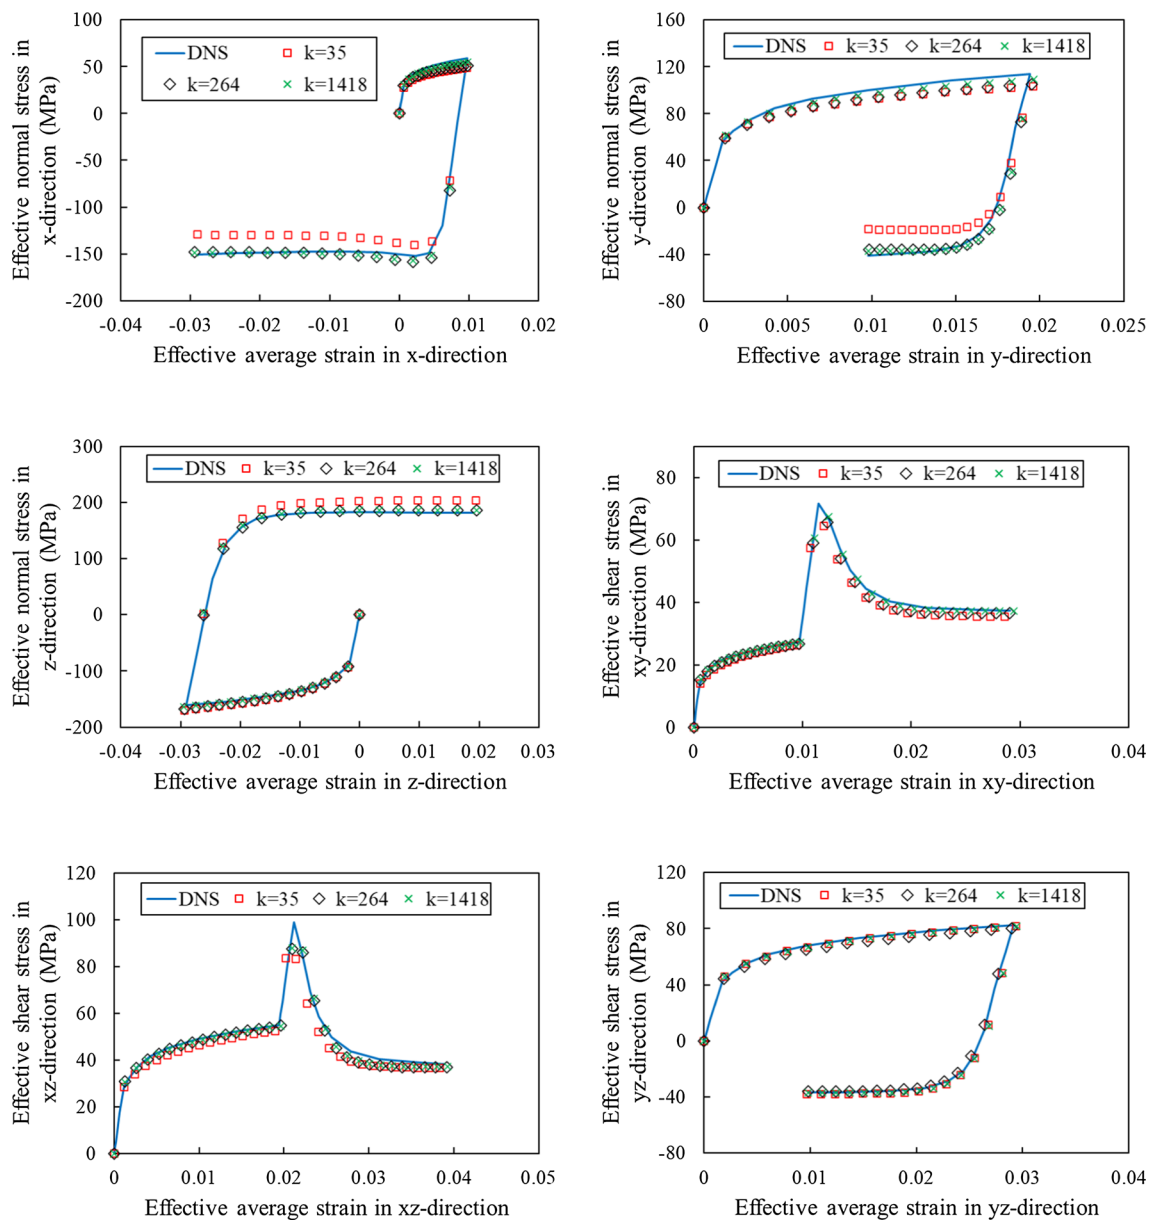 Effective normal stress in
x-direction (MPa)
100
50
0
-50
-100
-150
-200
DNS k=35
k=264 k=1418
-0.04 -0.03 -0.02 -0.01 0 0.01 0.02
Effective average strain in x-direction
Effective normal stress in
y-direction (MPa)
160
120
80
40
0
-40
-80
DNS k=35 k=264 k=1418
0 0.005 0.01 0.015 0.02 0.025
Effective average strain in y-direction
Effective normal stress in
z-direction (MPa)
300
200
100
0
-100
-200
DNS k=35 k=264 k=1418
-0.04 -0.03 -0.02 -0.01 0 0.01 0.02 0.03
Effective average strain in z-direction
Effective shear stress in
xy-direction (MPa)
80
60
40
20
0
DNS k=35 k=264 k=1418
0 0.01 0.02 0.03 0.04
Effective average strain in xy-direction
Effective shear stress in
xz-direction (MPa)
120
100
80
60
40
20
0
DNS k=35 k=264 k=1418
0 0.01 0.02 0.03 0.04 0.05
Effective average strain in xz-direction
Effective shear stress in
yz-direction (MPa)
120
80
40
0
-40
-80
DNS k=35 k=264 k=1418
0 0.01 0.02 0.03 0.04
Effective average strain in yz-direction